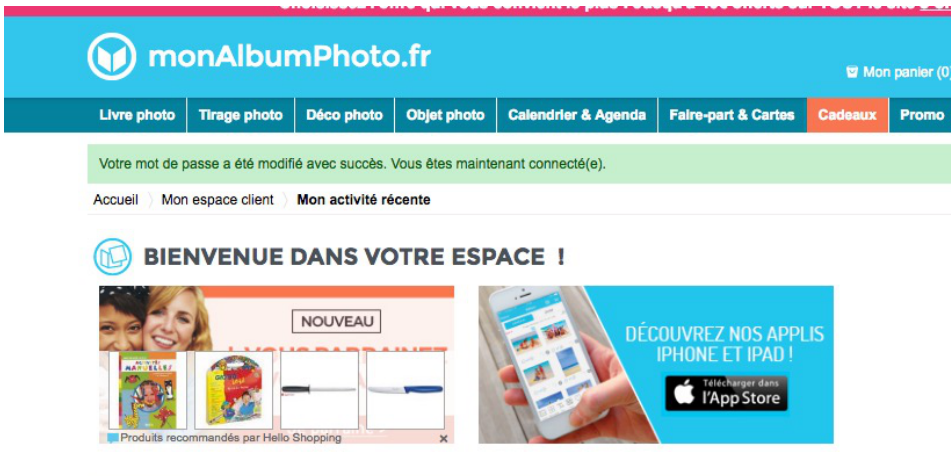 monAlbumPhoto.fr
Mon panier (0)
Livre photo Tirage photo Déco photo Objet photo Calendrier & Agenda Faire-part & Cartes Cadeaux Promo
Votre mot de passe a été modifié avec succès. Vous êtes maintenant connecté(e).
Accueil Mon espace client Mon activité récente
BIENVENUE DANS VOTRE ESPACE !
NOUVEAU
MANUELLES
DÉCOUVREZ NOS APPLIS
IPHONE ET IPAD !
Télécharger dans
l'App Store
Produits recommandés par Hello Shopping